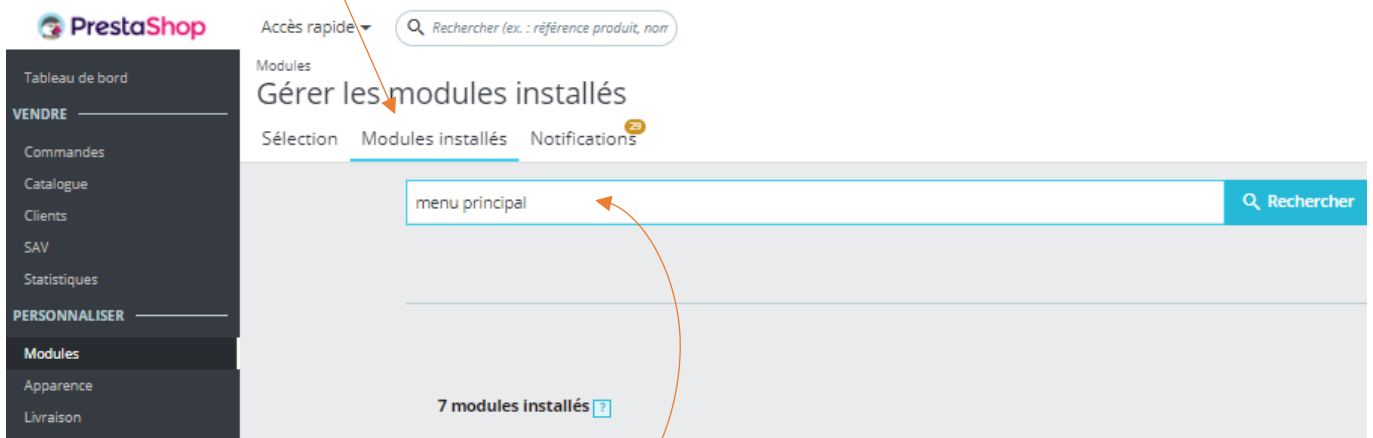 PrestaShop
Accès rapide
Rechercher (ex. : référence produit, nom
Tableau de bord
VENDRE
Commandes
Catalogue
Clients
SAV
Statistiques
PERSONNALISER
Modules
Apparence
Livraison
Modules
Gérer les modules installés
Sélection Modules installés Notifications 29
menu principal
Rechercher
7 modules installés ?